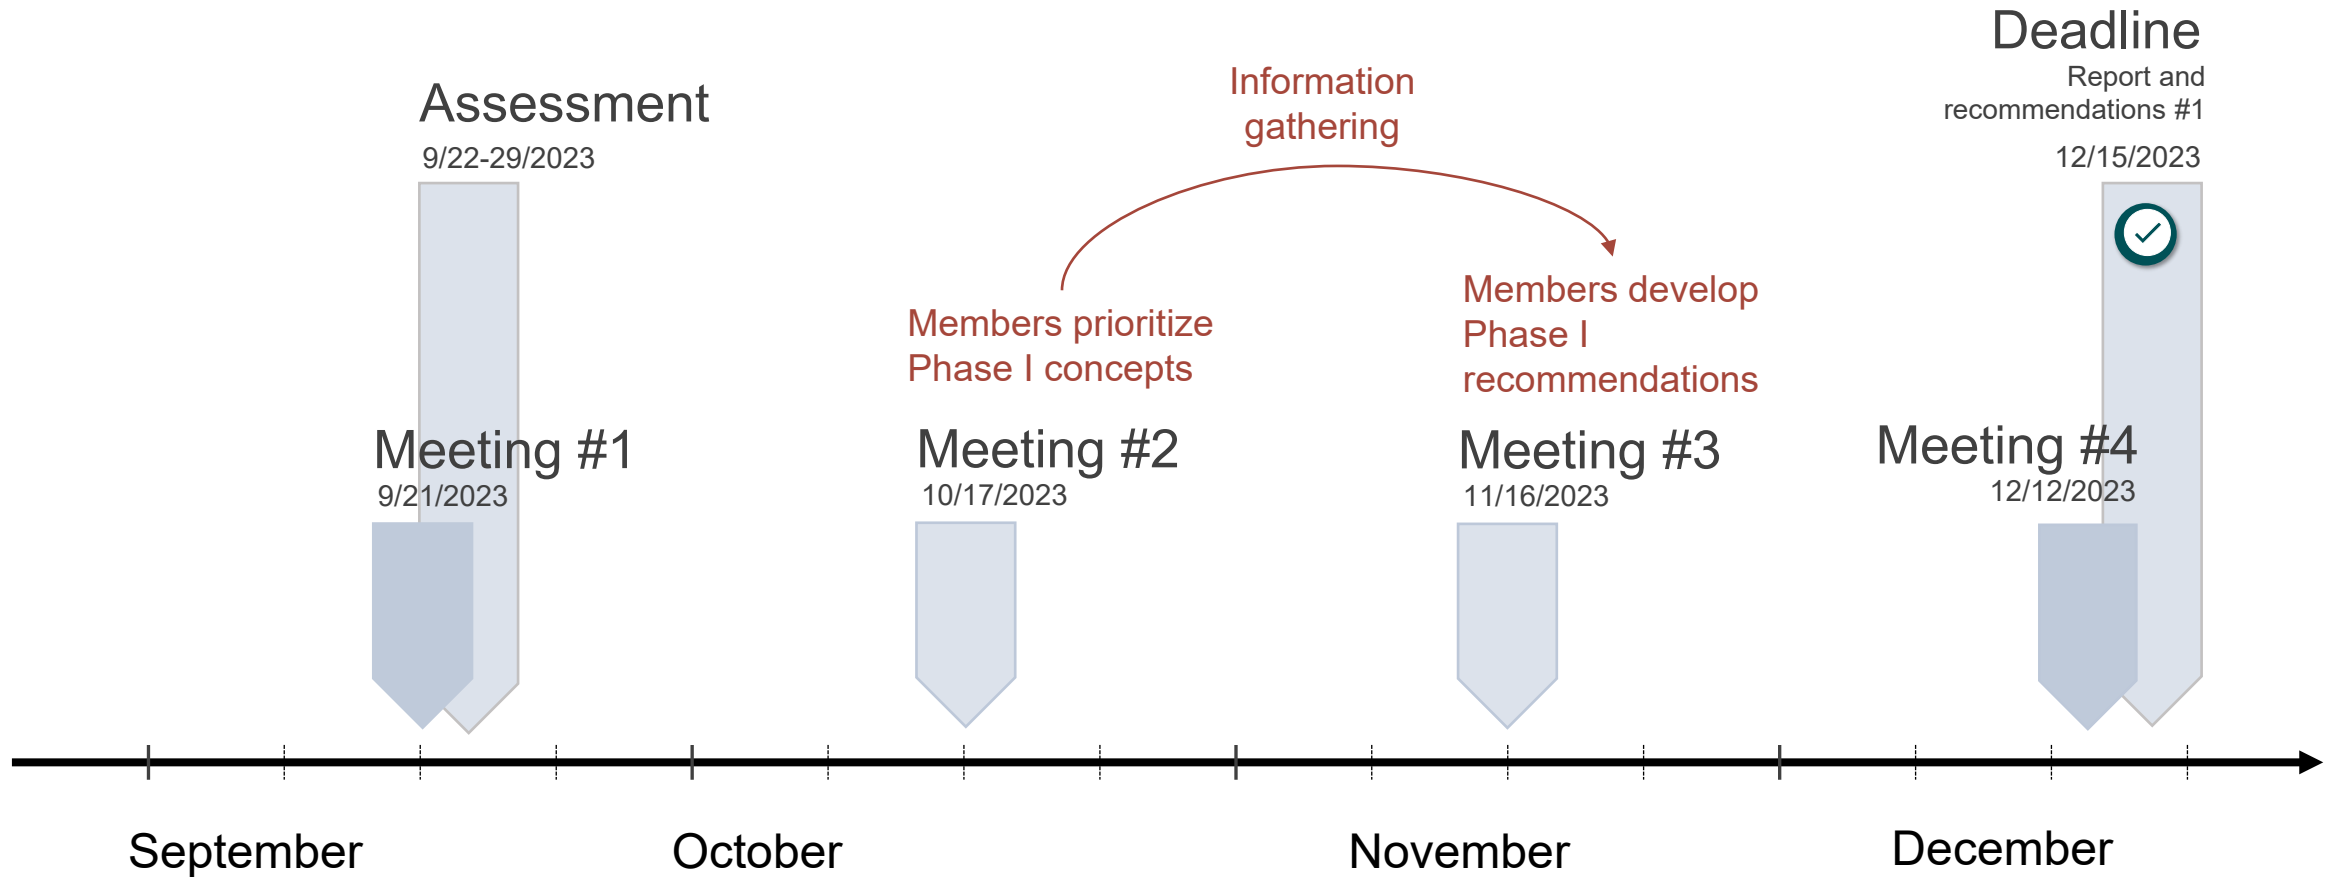 Deadline
Report and
recommendations #1
12/15/2023
Assessment
9/22-29/2023
Information
gathering
Members prioritize
Phase I concepts
Members develop
Phase I
recommendations
Meeting #1
9/21/2023
Meeting #2
10/17/2023
Meeting #3
11/16/2023
Meeting #4
12/12/2023
September
October
November
December